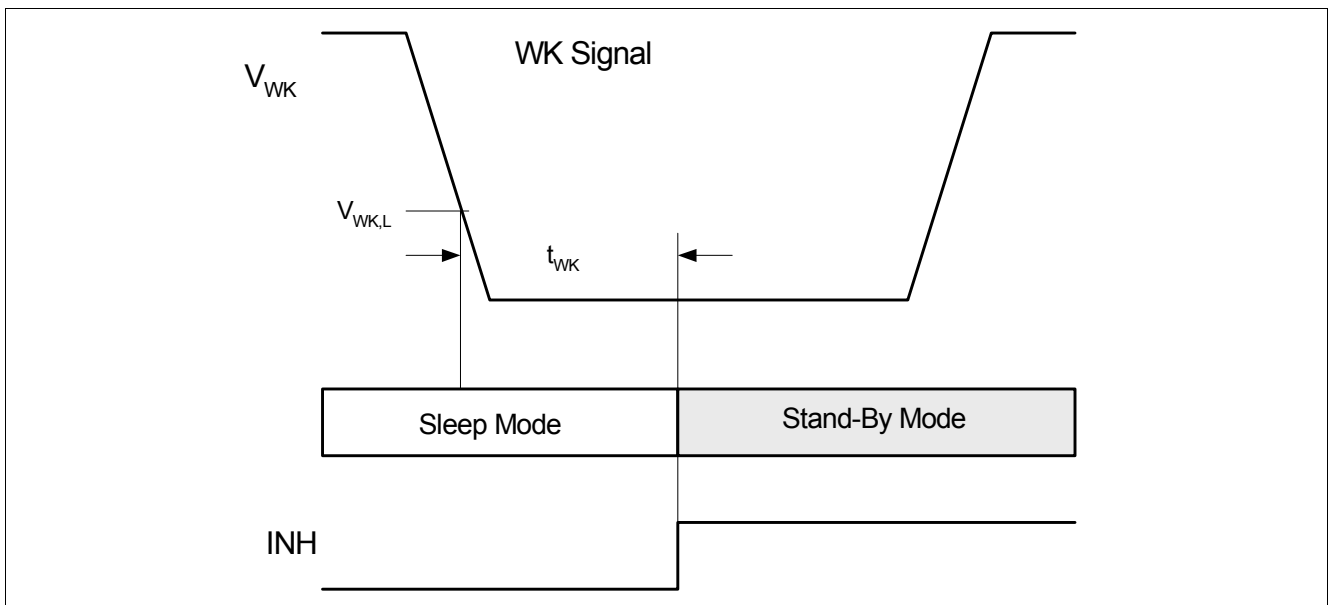 WK Signal
V_WK
V_WK,L
t_WK
Sleep Mode
Stand-By Mode
INH